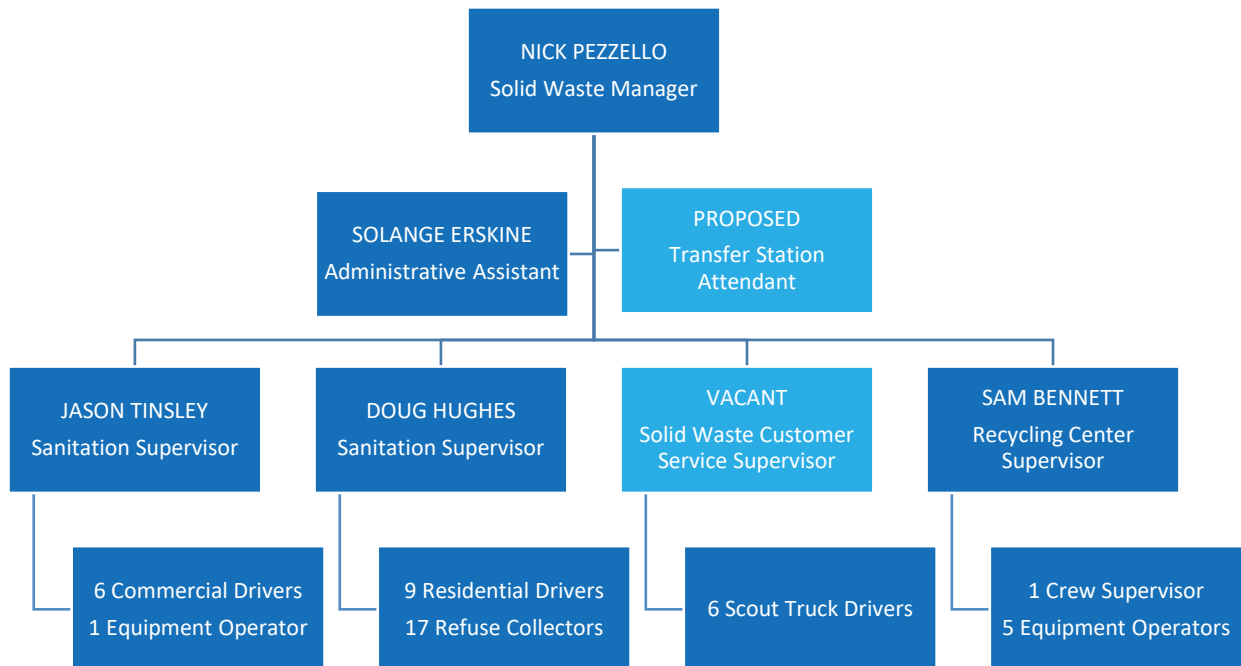 NICK PEZZELLO
Solid Waste Manager
SOLANGE ERSKINE
Administrative Assistant
PROPOSED
Transfer Station
Attendant
JASON TINSLEY
Sanitation Supervisor
DOUG HUGHES
Sanitation Supervisor
VACANT
Solid Waste Customer
Service Supervisor
SAM BENNETT
Recycling Center
Supervisor
6 Commercial Drivers
1 Equipment Operator
9 Residential Drivers
17 Refuse Collectors
6 Scout Truck Drivers
1 Crew Supervisor
5 Equipment Operators